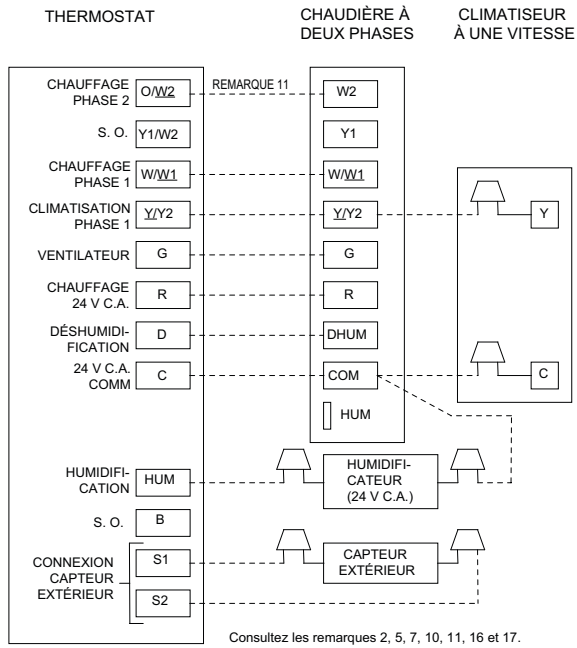 THERMOSTAT
CHAUDIÈRE À
DEUX PHASES
CLIMATISEUR
À UNE VITESSE
CHAUFFAGE
PHASE 2
O/W2
REMARQUE 11
W2
S. O.
Y1/W2
Y1
CHAUFFAGE
PHASE 1
W/W1
W/W1
CLIMATISATION
PHASE 1
Y/Y2
Y/Y2
Y
VENTILATEUR
G
G
CHAUFFAGE
24 V C.A.
R
R
DÉSHUMIDI-
FICATION
D
DHUM
24 V C.A.
COMM
C
COM
C
HUM
HUMIDIFI-
CATION
HUM
HUMIDIFI-
CATEUR
(24 V C.A.)
S. O.
B
CONNEXION
CAPTEUR
EXTÉRIEUR
S1
CAPTEUR
EXTÉRIEUR
S2
Consultez les remarques 2, 5, 7, 10, 11, 16 et 17.